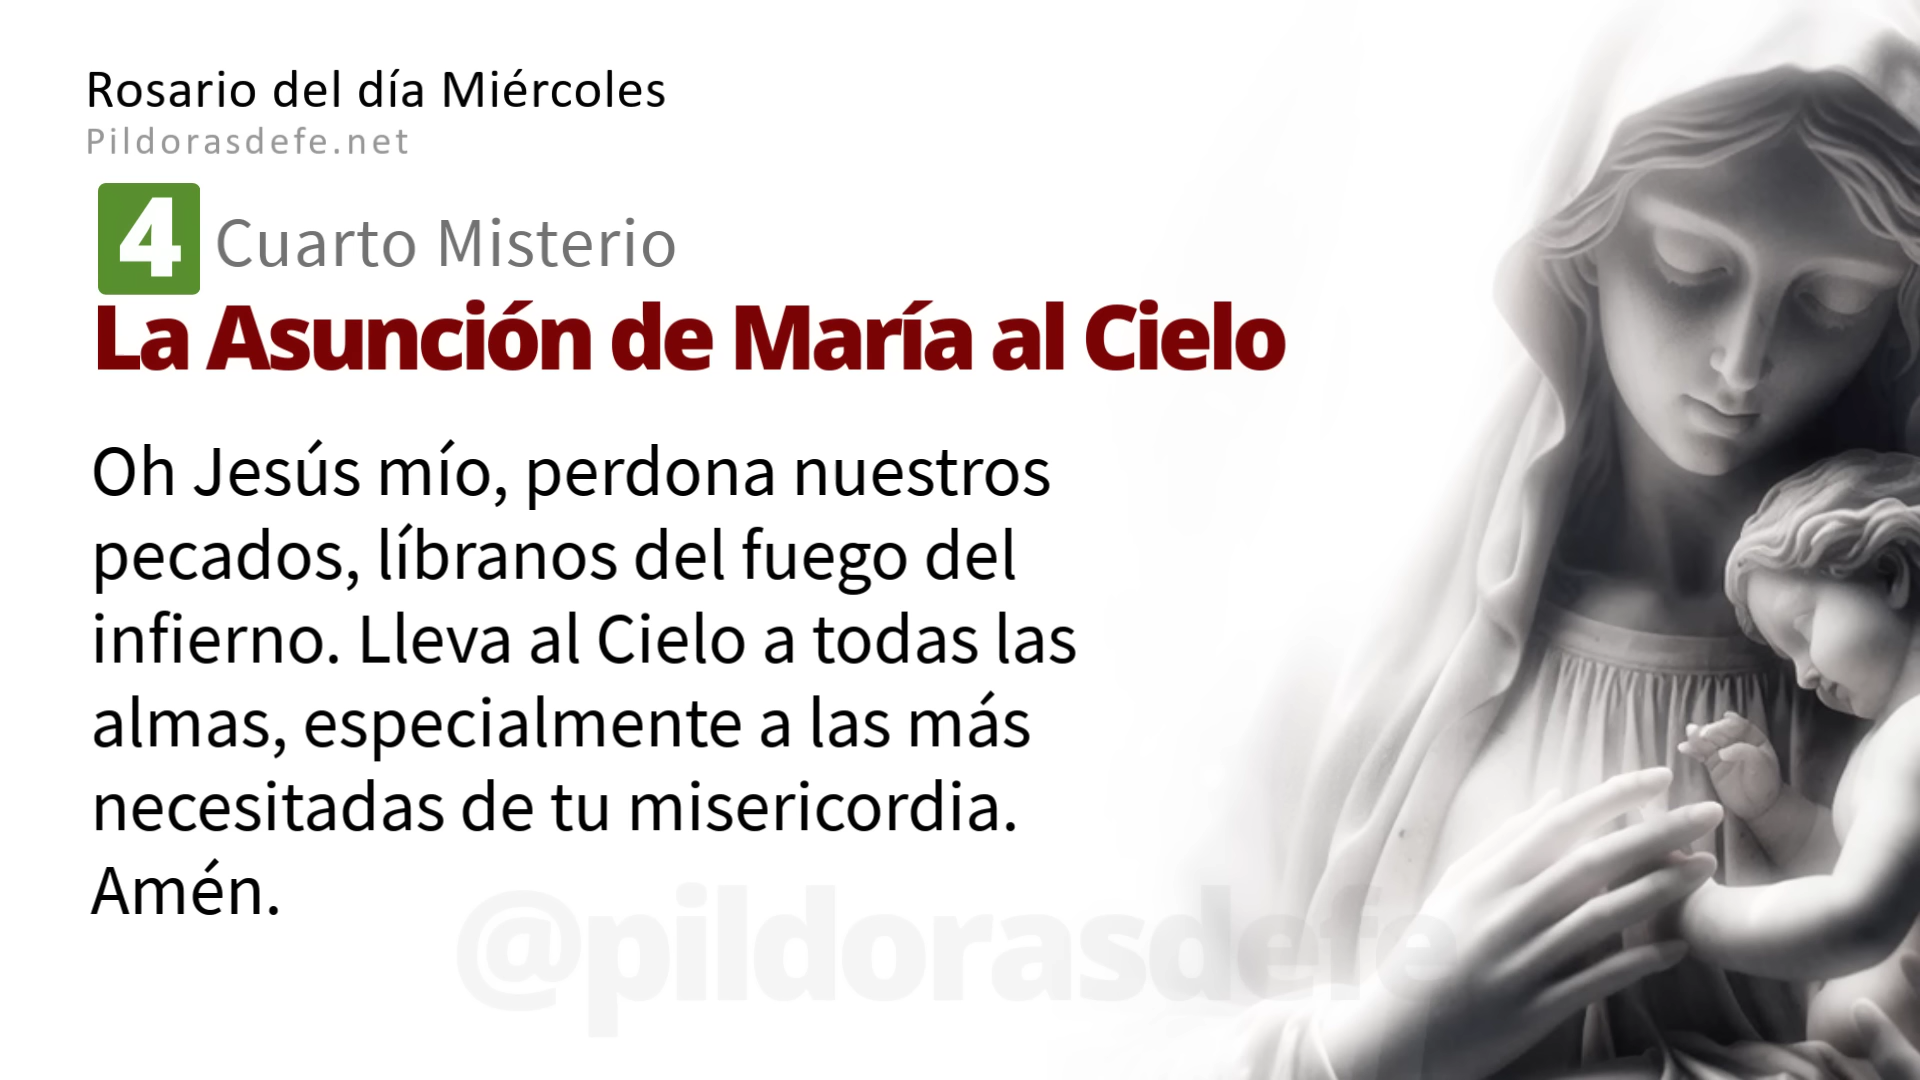 Rosario del día Miércoles
Pildorasdefe.net
4 Cuarto Misterio
La Asunción de María al Cielo
Oh Jesús mío, perdona nuestros
pecados, líbranos del fuego del
infierno. Lleva al Cielo a todas las
almas, especialmente a las más
necesitadas de tu misericordia.
Amén.
@pildorasdefe